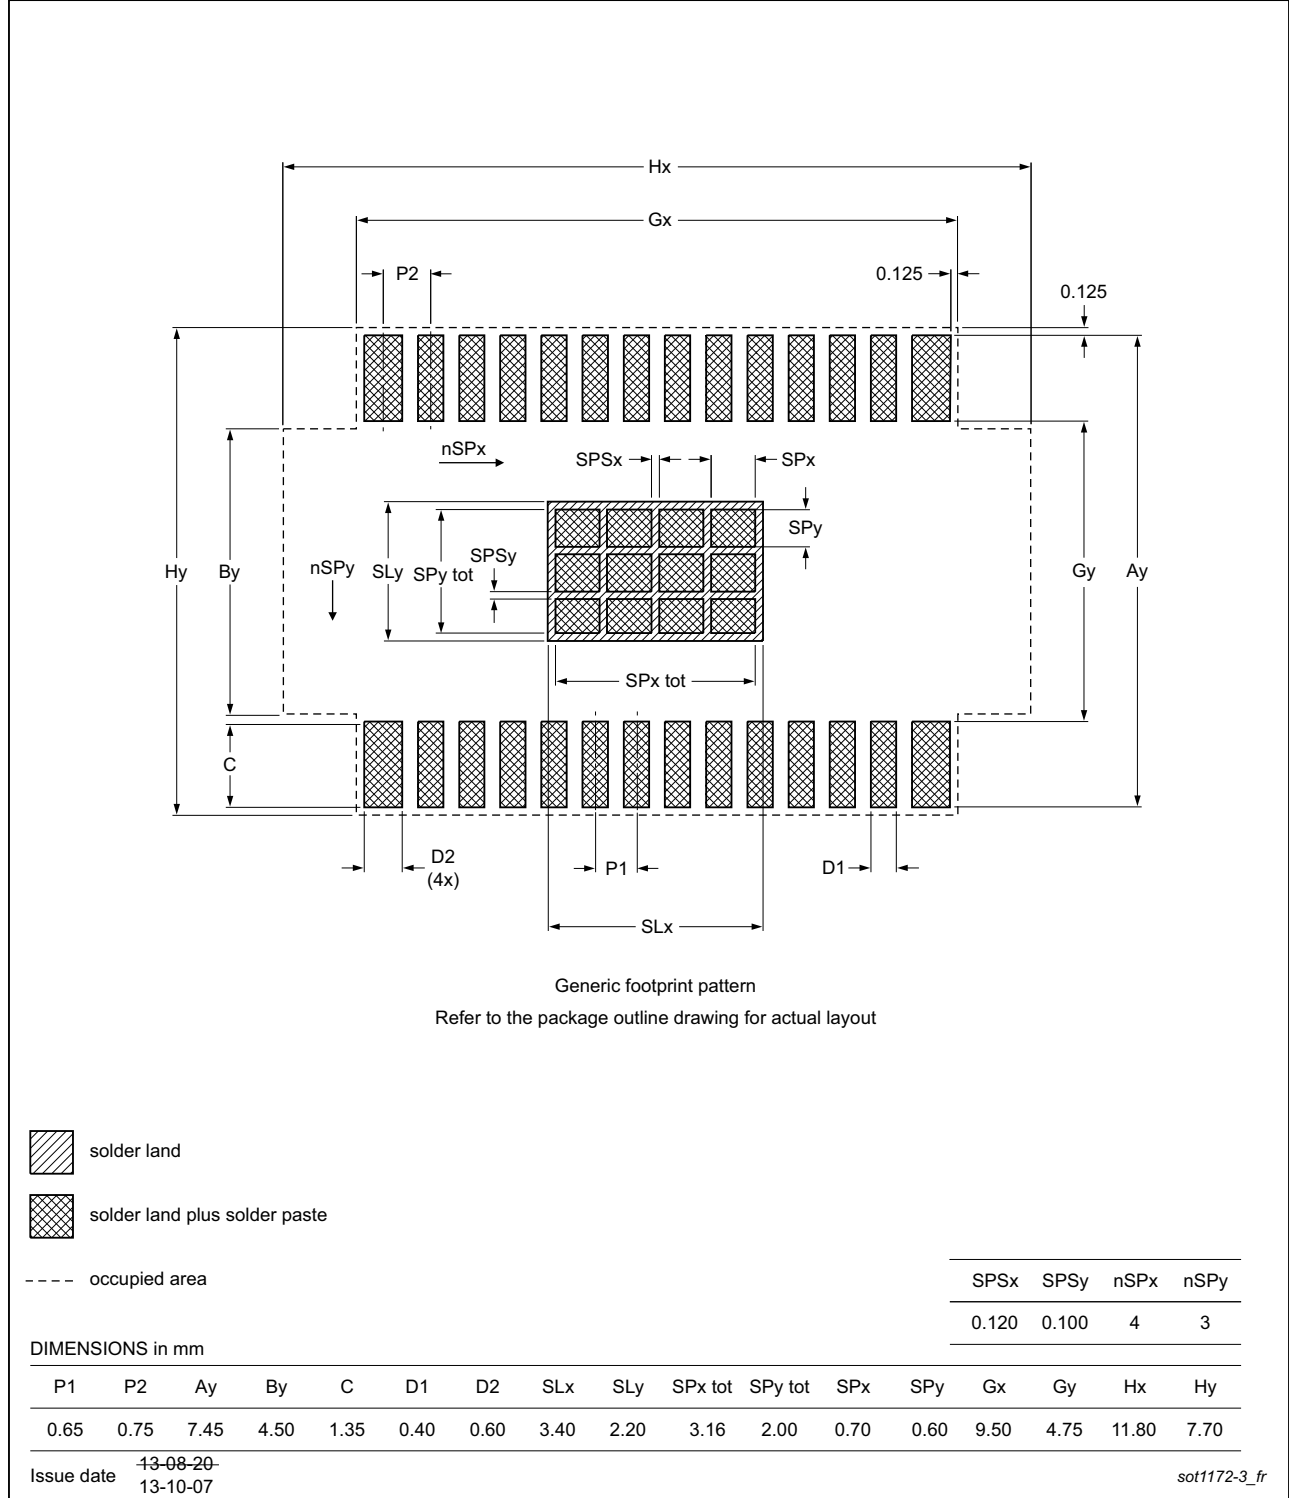 Hx
Gx
P2
0.125
0.125
nSPx
SPSx
SPx
SPy
SPSy
Hy
By
nSPy
SLy
SPy tot
Gy
Ay
SPx tot
C
D2
(4x)
P1
D1
SLx
Generic footprint pattern
Refer to the package outline drawing for actual layout
solder land
solder land plus solder paste
occupied area
SPSx SPSy nSPx nSPy
0.120 0.100 4 3
DIMENSIONS in mm
P1 P2 Ay By C D1 D2 SLx SLy SPx tot SPy tot SPx SPy Gx Gy Hx Hy
0.65 0.75 7.45 4.50 1.35 0.40 0.60 3.40 2.20 3.16 2.00 0.70 0.60 9.50 4.75 11.80 7.70
Issue date 13-08-20
13-10-07
sot1172-3_fr